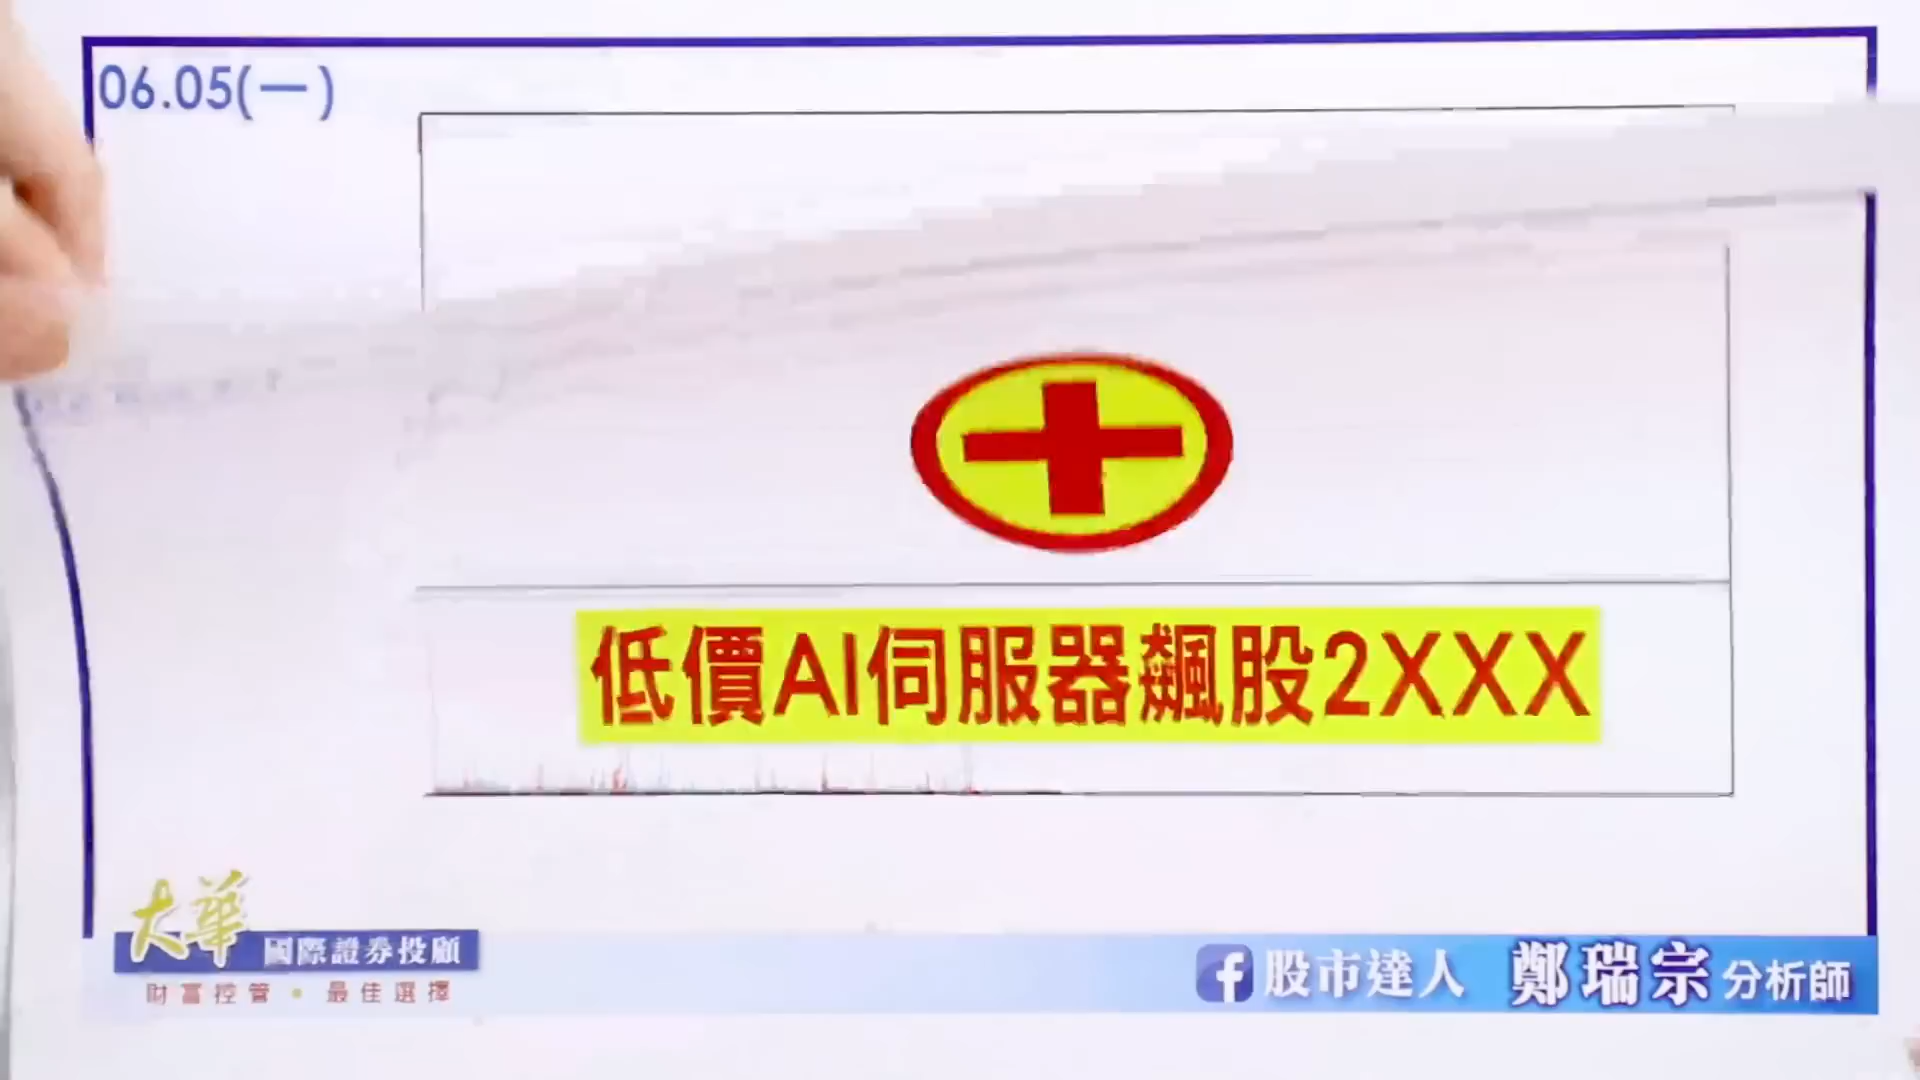 06.05(一)
低價AI伺服器飆股2XXX
大華國際證券投顧
財富控管•最佳選擇
股市達人 鄭瑞宗分析師